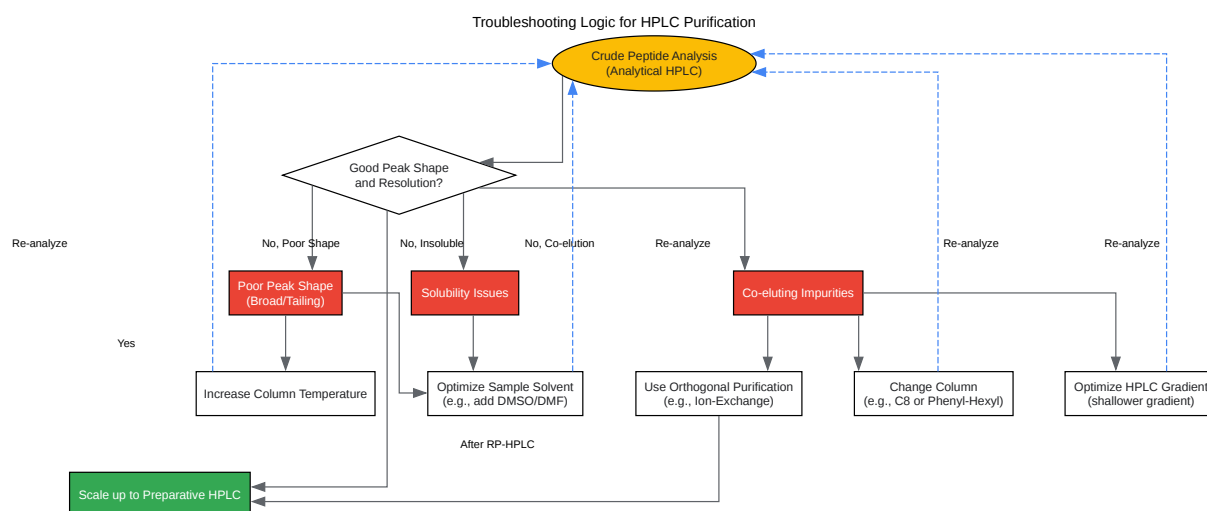 Troubleshooting Logic for HPLC Purification
Crude Peptide Analysis
(Analytical HPLC)
Good Peak Shape
and Resolution?
Re-analyze
No, Poor Shape
No, Insoluble
No, Co-elution
Re-analyze
Re-analyze
Re-analyze
Poor Peak Shape
(Broad/Tailing)
Solubility Issues
Co-eluting Impurities
Yes
Increase Column Temperature
Optimize Sample Solvent
(e.g., add DMSO/DMF)
Use Orthogonal Purification
(e.g., Ion-Exchange)
Change Column
(e.g., C8 or Phenyl-Hexyl)
Optimize HPLC Gradient
(shallower gradient)
After RP-HPLC
Scale up to Preparative HPLC